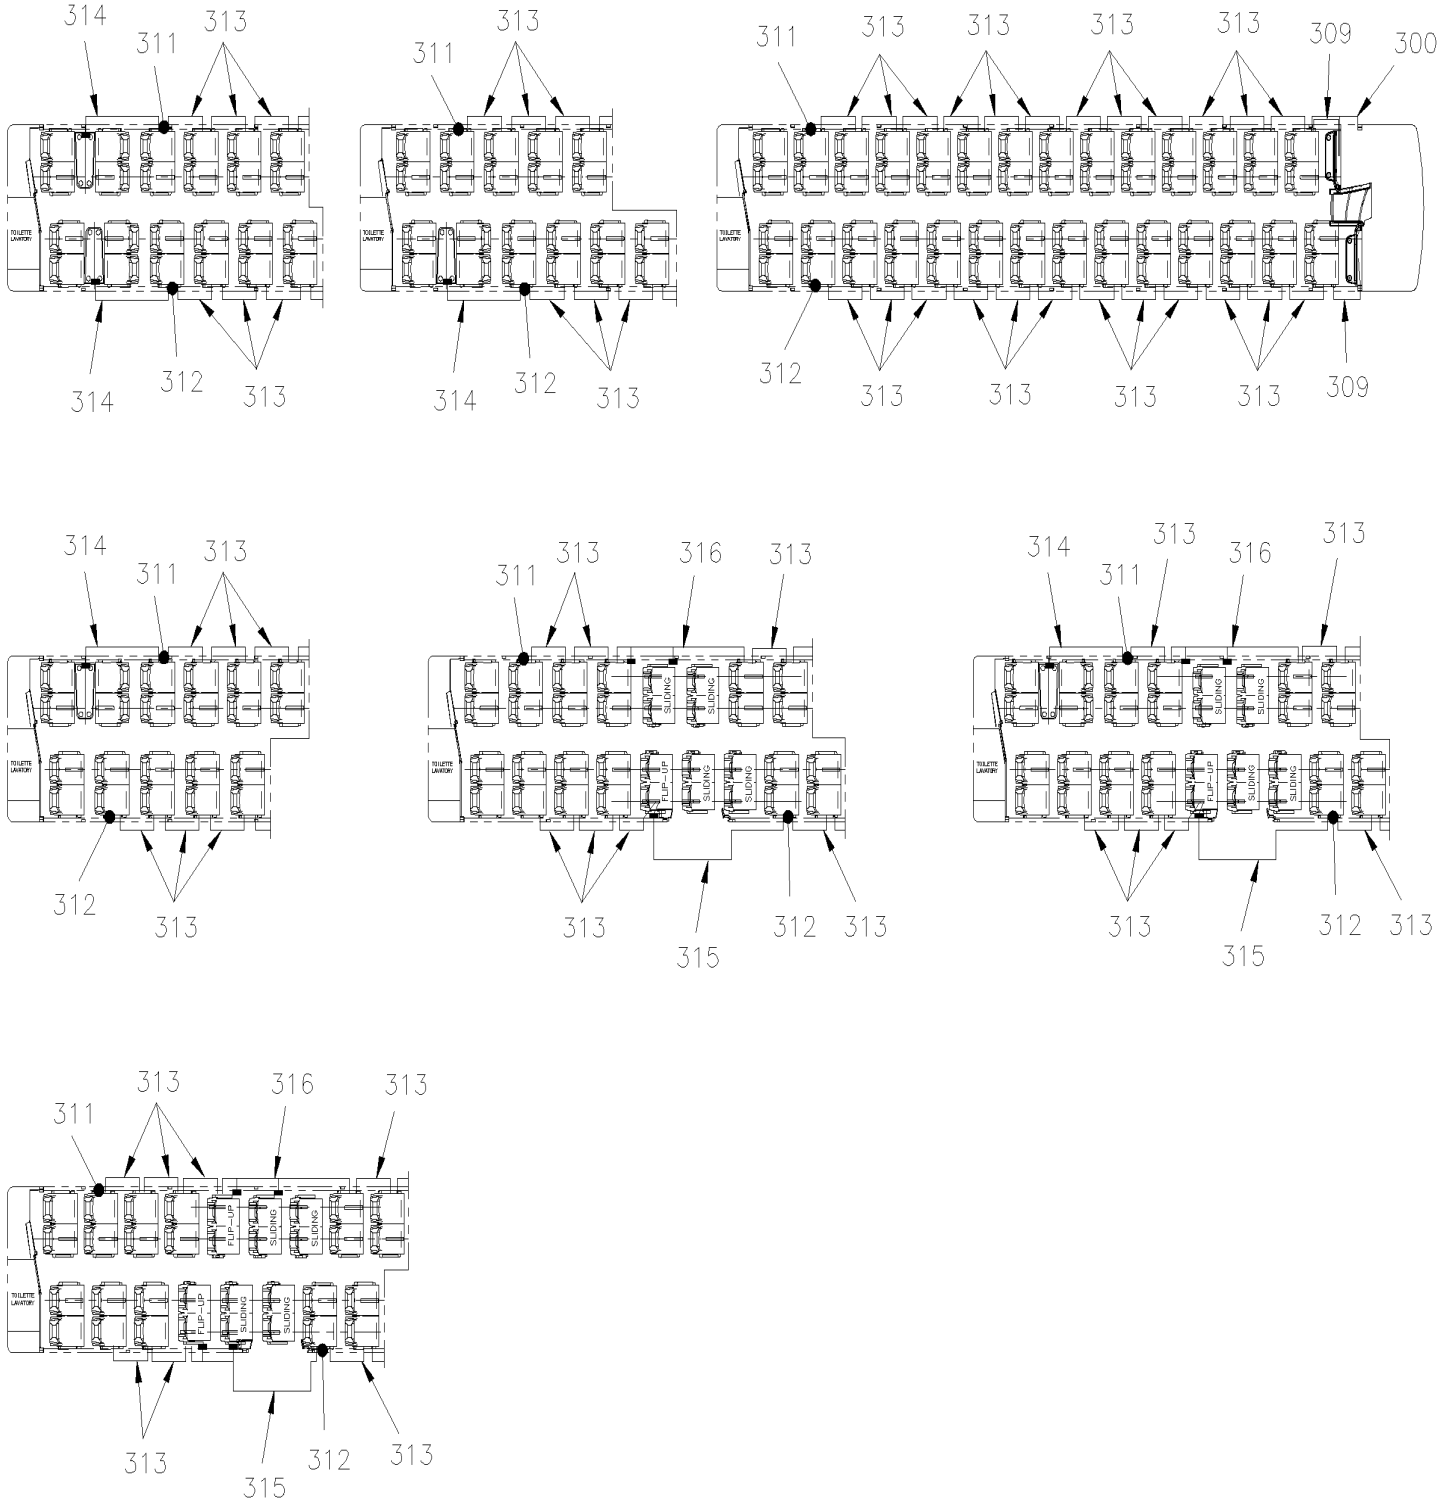 314 311 313
311 313
311 313 313 313 313 309 300
TOILETTE
LAVATORY
TOILETTE
LAVATORY
TOILETTE
LAVATORY
314 312 313
314 312 313
312 313 313 313 313 309
314 311 313
311 313 316 313
314 311 313 316 313
SLIDING SLIDING
SLIDING SLIDING
TOILETTE
LAVATORY
TOILETTE
LAVATORY
FLIP-UP SLIDING SLIDING
TOILETTE
LAVATORY
FLIP-UP SLIDING SLIDING
312 313
313 315 312 313
313 315 312 313
311 313 316 313
FLIP-UP SLIDING SLIDING
TOILETTE
LAVATORY
FLIP-UP SLIDING SLIDING
313 315 312 313